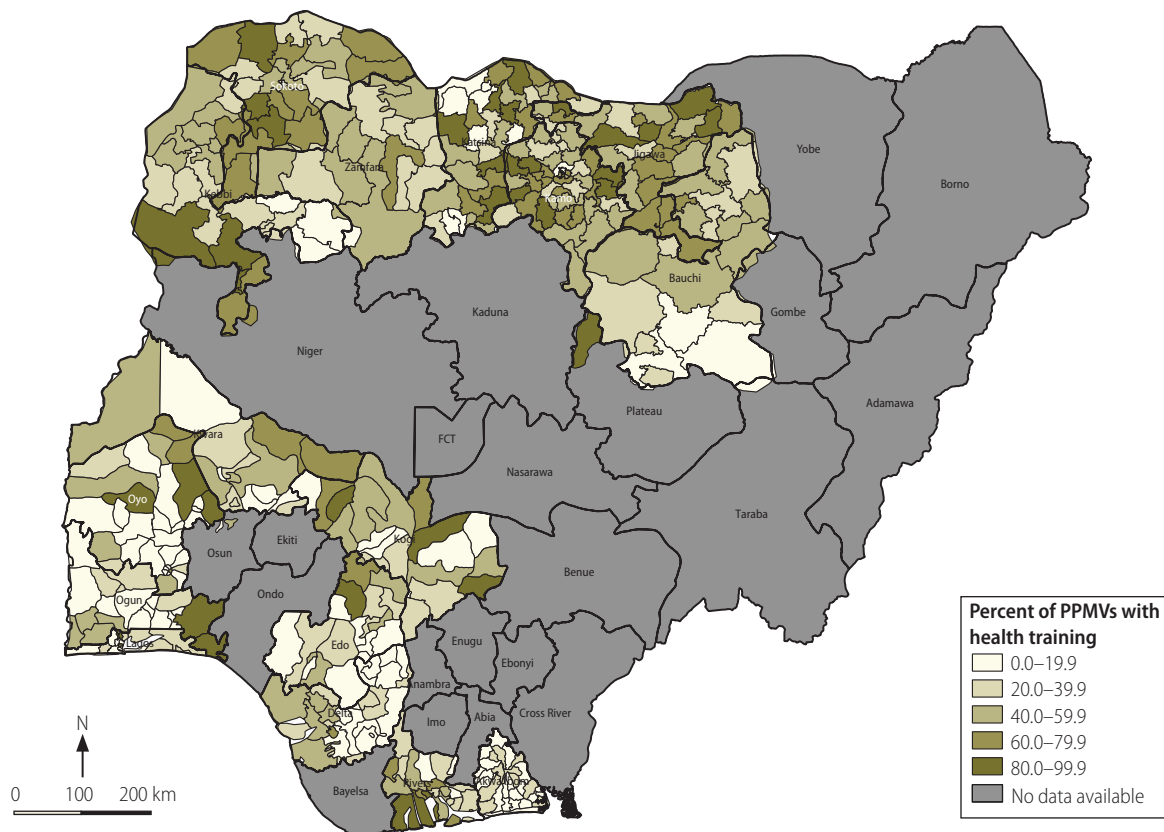 Sokoto
Katsina
Jigawa
Yobe
Borno
Zamfara
Kebbi
Kano
Bauchi
Gombe
Kaduna
Niger
Adamawa
Plateau
FCT
Kwara
Nasarawa
Oyo
Taraba
Kogi
Osun
Ekiti
Benue
Ondo
Ogun
Enugu
Lagos
Edo
Ebonyi
Anambra
Delta
Imo
Abia
Cross River
Rivers
Akwa Ibom
Bayelsa
N
0 100 200 km
Percent of PPMVs with
health training
0.0–19.9
20.0–39.9
40.0–59.9
60.0–79.9
80.0–99.9
No data available